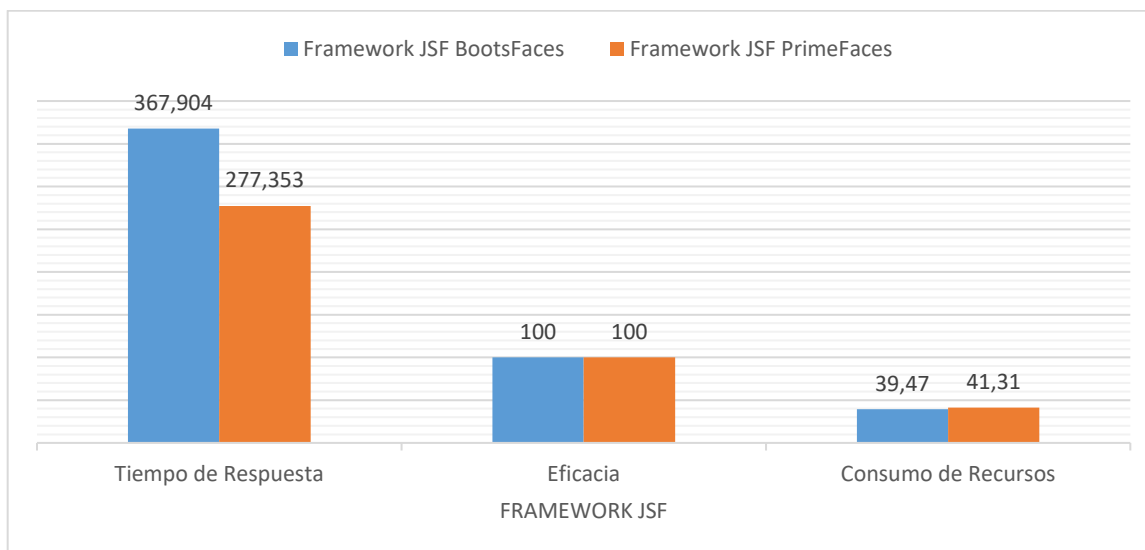 Framework JSF BootsFaces Framework JSF PrimeFaces
367,904
277,353
100 100
39,47 41,31
Tiempo de Respuesta Eficacia Consumo de Recursos
FRAMEWORK JSF